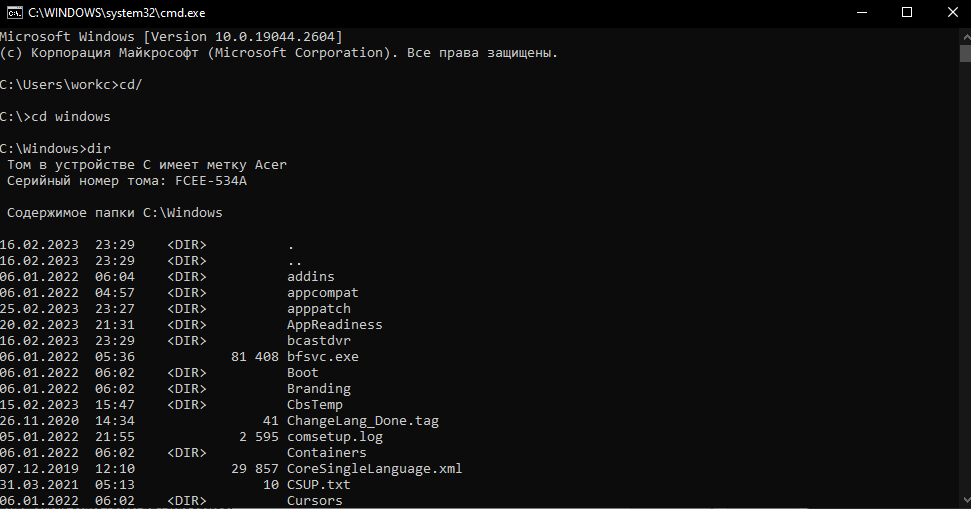 C:\WINDOWS\system32\cmd.exe
Microsoft Windows [Version 10.0.19044.2604]
(c) Корпорация Майкрософт (Microsoft Corporation). Все права защищены.
C:\Users\workc>cd/
C:\>cd windows
C:\Windows>dir
Том в устройстве C имеет метку Acer
Серийный номер тома: FCEE-534A
Содержимое папки C:\Windows
16.02.2023 23:29 <DIR> .
16.02.2023 23:29 <DIR> ..
06.01.2022 06:04 <DIR> addins
06.01.2022 04:57 <DIR> appcompat
25.02.2023 23:27 <DIR> apppatch
20.02.2023 21:31 <DIR> AppReadiness
16.02.2023 23:29 <DIR> bcastdvr
06.01.2022 05:36 81 408 bfsvc.exe
06.01.2022 06:02 <DIR> Boot
06.01.2022 06:02 <DIR> Branding
15.02.2023 15:47 <DIR> CbsTemp
26.11.2020 14:34 41 ChangeLang_Done.tag
05.01.2022 21:55 2 595 comsetup.log
06.01.2022 06:02 <DIR> Containers
07.12.2019 12:10 29 857 CoreSingleLanguage.xml
31.03.2021 05:13 10 CSUP.txt
06.01.2022 06:02 <DIR> Cursors